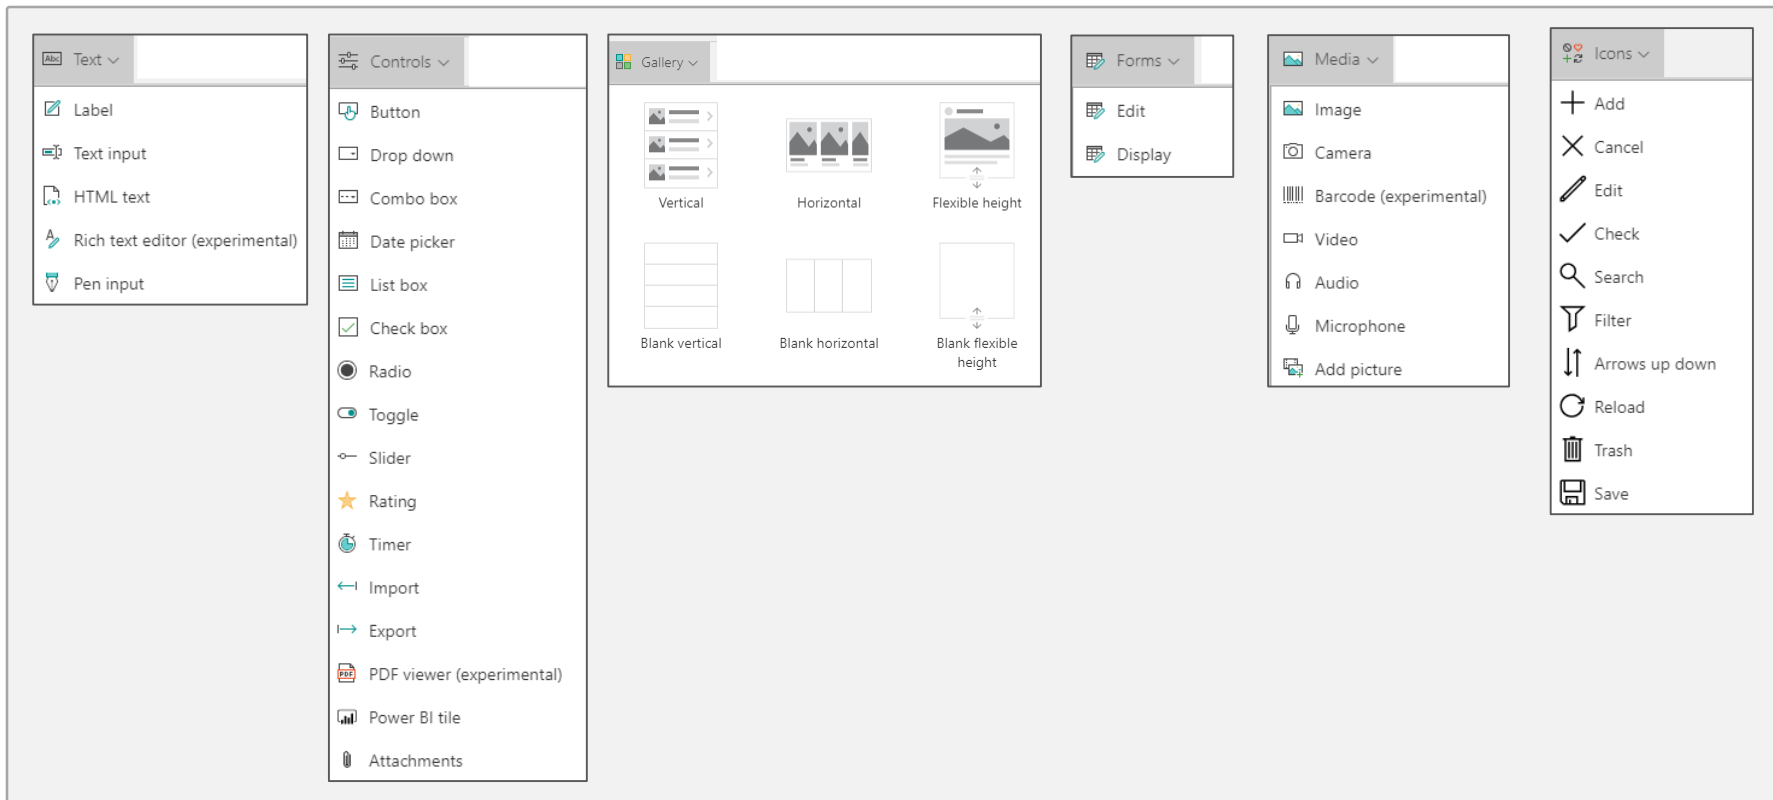 Abc Text
Label
Text input
HTML text
Rich text editor (experimental)
Pen input
Controls
Button
Drop down
Combo box
Date picker
List box
Check box
Radio
Toggle
Slider
Rating
Timer
Import
Export
PDF PDF viewer (experimental)
Power BI tile
Attachments
Gallery
Vertical
Horizontal
Flexible height
Blank vertical
Blank horizontal
Blank flexible
height
Forms
Edit
Display
Media
Image
Camera
Barcode (experimental)
Video
Audio
Microphone
Add picture
Icons
Add
Cancel
Edit
Check
Search
Filter
Arrows up down
Reload
Trash
Save